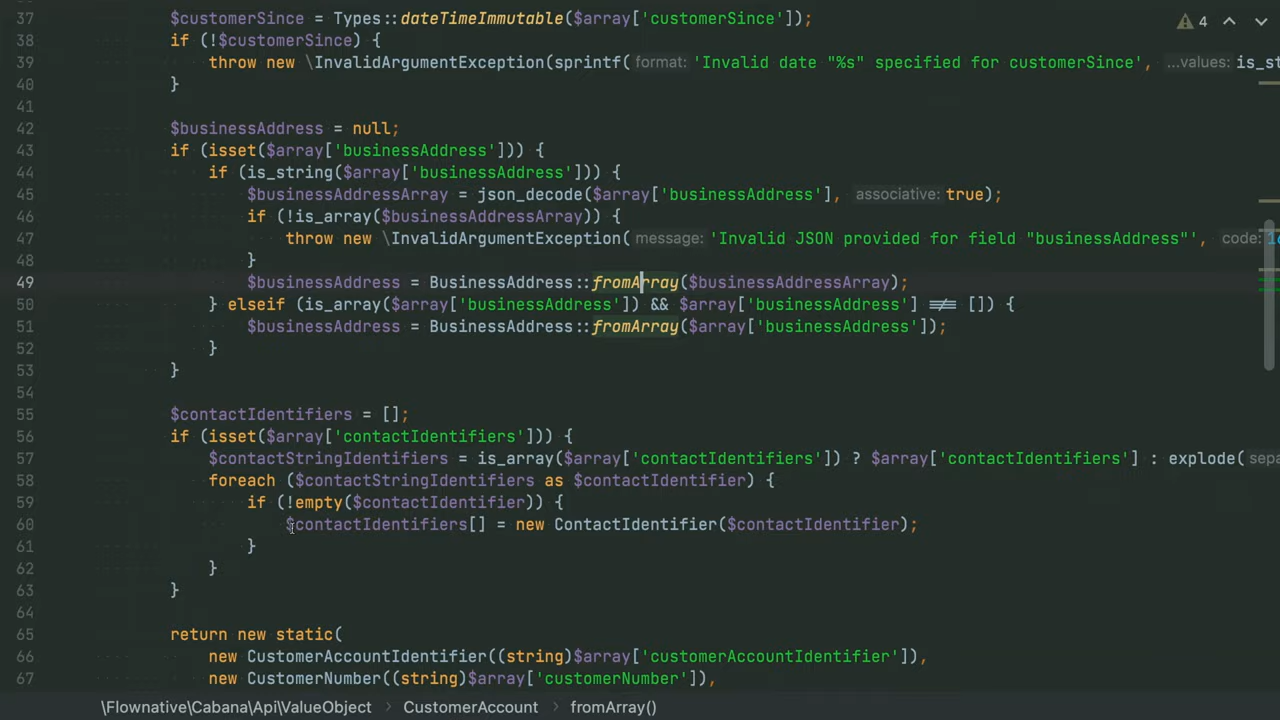 37 $customerSince = Types::dateTimeImmutable($array['customerSince']);
38 if (!$customerSince) {
39 throw new \InvalidArgumentException(sprintf( format: 'Invalid date "%s" specified for customerSince', ...values: is_st
40 }
41
42 $businessAddress = null;
43 if (isset($array['businessAddress'])) {
44 if (is_string($array['businessAddress'])) {
45 $businessAddressArray = json_decode($array['businessAddress'], associative: true);
46 if (!is_array($businessAddressArray)) {
47 throw new \InvalidArgumentException( message: 'Invalid JSON provided for field "businessAddress"', code: 16
48 }
49 $businessAddress = BusinessAddress::fromArray($businessAddressArray);
50 } elseif (is_array($array['businessAddress']) && $array['businessAddress'] !== []) {
51 $businessAddress = BusinessAddress::fromArray($array['businessAddress']);
52 }
53 }
54
55 $contactIdentifiers = [];
56 if (isset($array['contactIdentifiers'])) {
57 $contactStringIdentifiers = is_array($array['contactIdentifiers']) ? $array['contactIdentifiers'] : explode( sepa
58 foreach ($contactStringIdentifiers as $contactIdentifier) {
59 if (!empty($contactIdentifier)) {
60 $contactIdentifiers[] = new ContactIdentifier($contactIdentifier);
61 }
62 }
63 }
64
65 return new static(
66 new CustomerAccountIdentifier((string)$array['customerAccountIdentifier']),
67 new CustomerNumber((string)$array['customerNumber']),
4
\Flownative\Cabana\Api\ValueObject > CustomerAccount > fromArray()